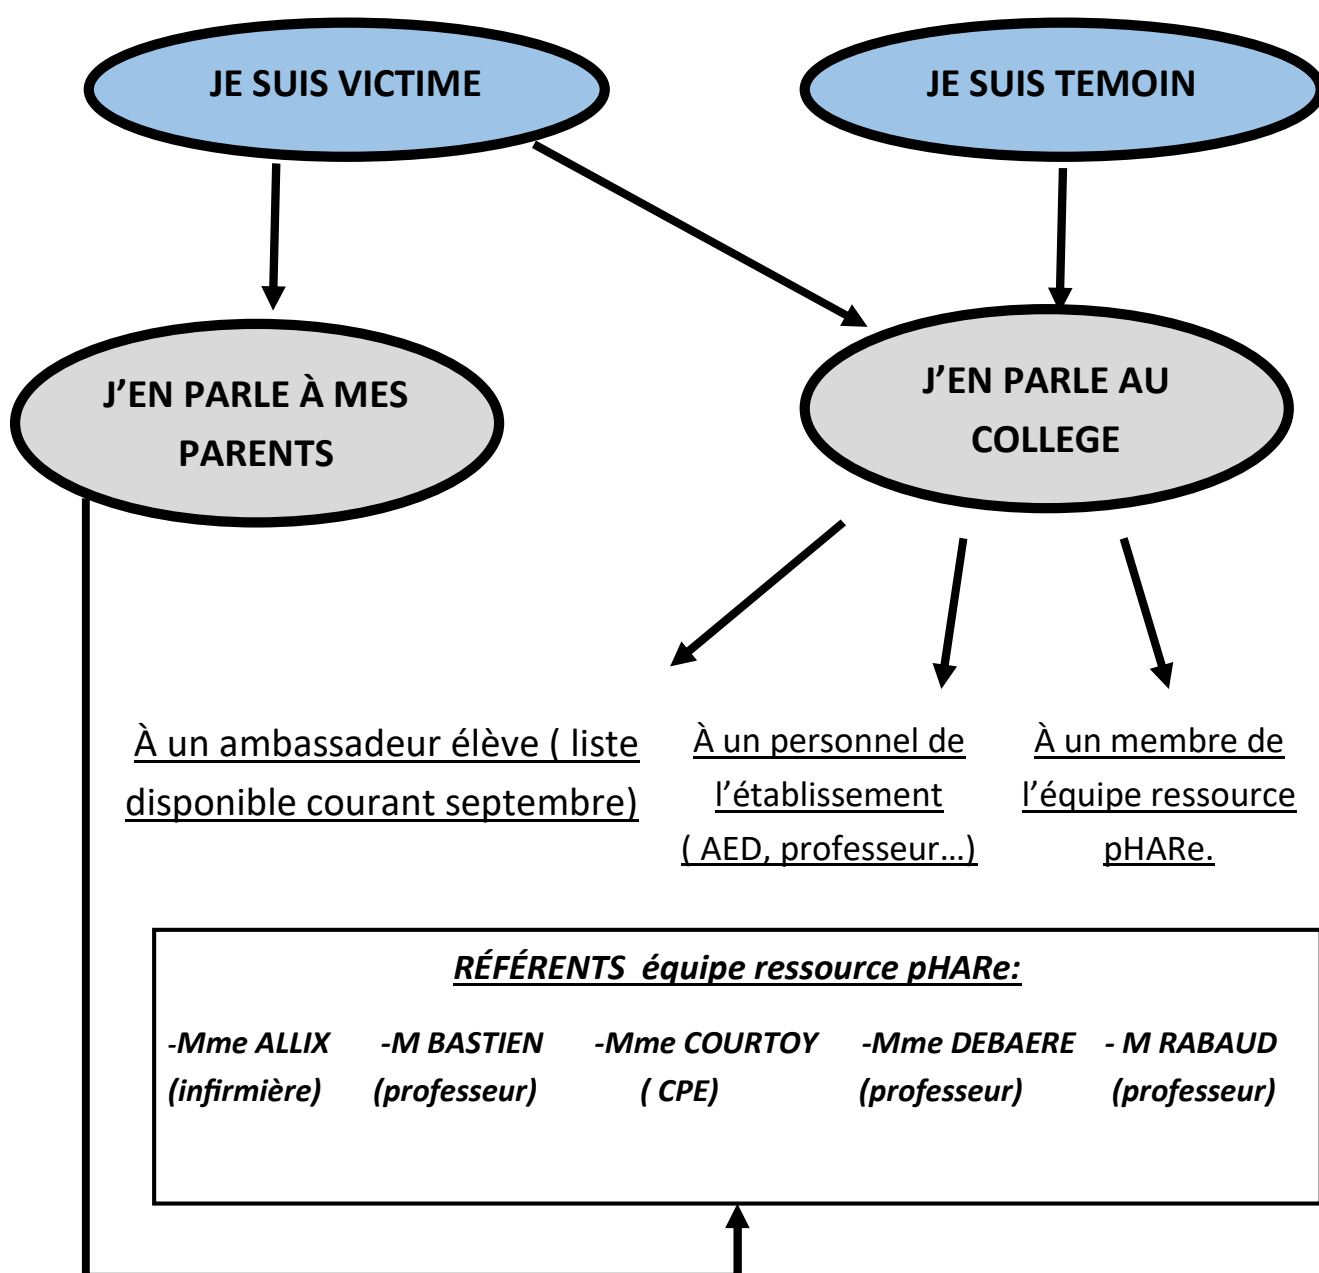 JE SUIS VICTIME
JE SUIS TEMOIN
J’EN PARLE À MES
PARENTS
J’EN PARLE AU
COLLEGE
À un ambassadeur élève ( liste
disponible courant septembre)
À un personnel de
l’établissement
( AED, professeur…)
À un membre de
l’équipe ressource
pHARe.
RÉFÉRENTS équipe ressource pHARe:
-Mme ALLIX -M BASTIEN -Mme COURTOY -Mme DEBAERE - M RABAUD
(infirmière) (professeur) ( CPE) (professeur) (professeur)